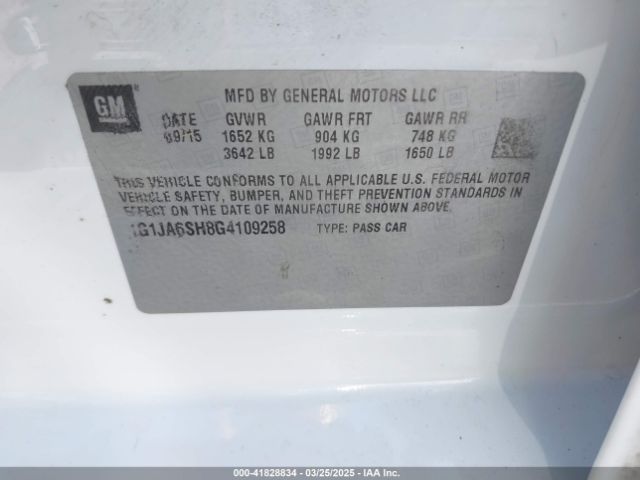 GM
MFD BY GENERAL MOTORS LLC
DATE GVWR GAWR FRT GAWR RR
09/15 1652 KG 904 KG 748 KG
3642 LB 1992 LB 1650 LB
THIS VEHICLE CONFORMS TO ALL APPLICABLE U.S. FEDERAL MOTOR
VEHICLE SAFETY, BUMPER, AND THEFT PREVENTION STANDARDS IN
EFFECT ON THE DATE OF MANUFACTURE SHOWN ABOVE.
1G1JA6SH8G4109258 TYPE: PASS CAR
000-41828834 / 03/25/2025 - IAA Inc.